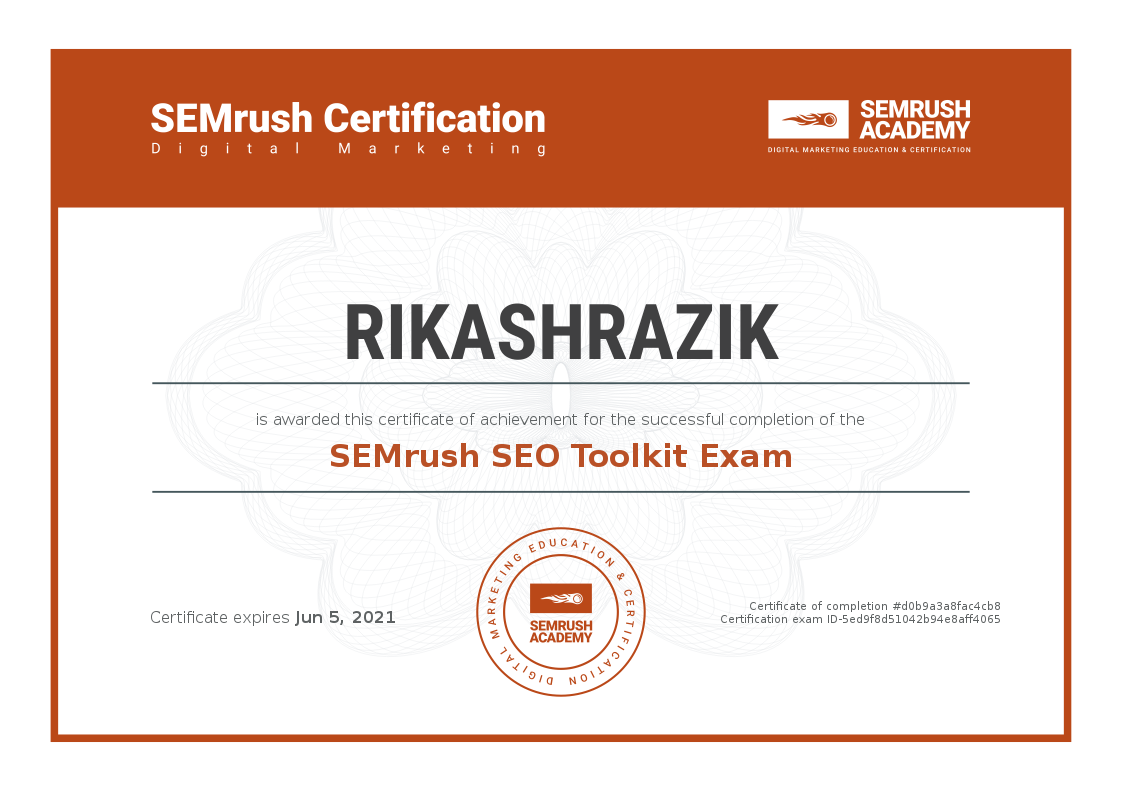 SEMrush Certification
Digital Marketing
SEMRUSH
ACADEMY
DIGITAL MARKETING EDUCATION & CERTIFICATION
RIKASHRAZIK
is awarded this certificate of achievement for the successful completion of the
SEMrush SEO Toolkit Exam
Certificate expires Jun 5, 2021
DIGITAL MARKETING EDUCATION & CERTIFICATION
SEMRUSH
ACADEMY
Certificate of completion #d0b9a3a8fac4cb8
Certification exam ID-5ed9f8d51042b94e8aff4065